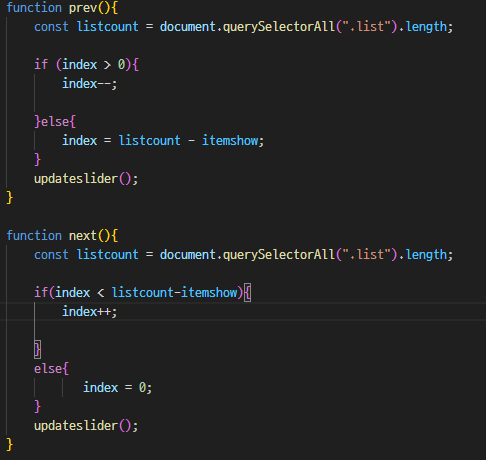 function prev(){
    const listcount = document.querySelectorAll(".list").length;

    if (index > 0){
        index--;

    }else{
        index = listcount - itemshow;
    }
    updateslider();
}

function next(){
    const listcount = document.querySelectorAll(".list").length;

    if(index < listcount-itemshow){
        index++;

    }
    else{
            index = 0;
    }
    updateslider();
}